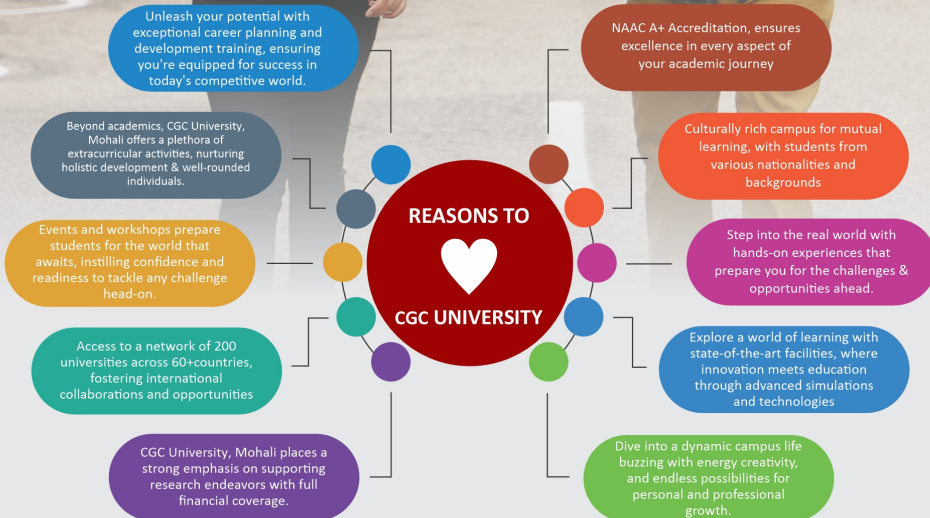 Unleash your potential with
exceptional career planning and
development training, ensuring
you're equipped for success in
today's competitive world.
Beyond academics, CGC University,
Mohali offers a plethora of
extracurricular activities, nurturing
holistic development & well-rounded
individuals.
Events and workshops prepare
students for the world that
awaits, instilling confidence and
readiness to tackle any challenge
head-on.
Access to a network of 200
universities across 60+countries,
fostering international
collaborations and opportunities
CGC University, Mohali places a
strong emphasis on supporting
research endeavors with full
financial coverage.
REASONS TO
CGC UNIVERSITY
NAAC A+ Accreditation, ensures
excellence in every aspect of
your academic journey
Culturally rich campus for mutual
learning, with students from
various nationalities and
backgrounds
Step into the real world with
hands-on experiences that
prepare you for the challenges &
opportunities ahead.
Explore a world of learning with
state-of-the-art facilities, where
innovation meets education
through advanced simulations
and technologies
Dive into a dynamic campus life
buzzing with energy creativity,
and endless possibilities for
personal and professional
growth.